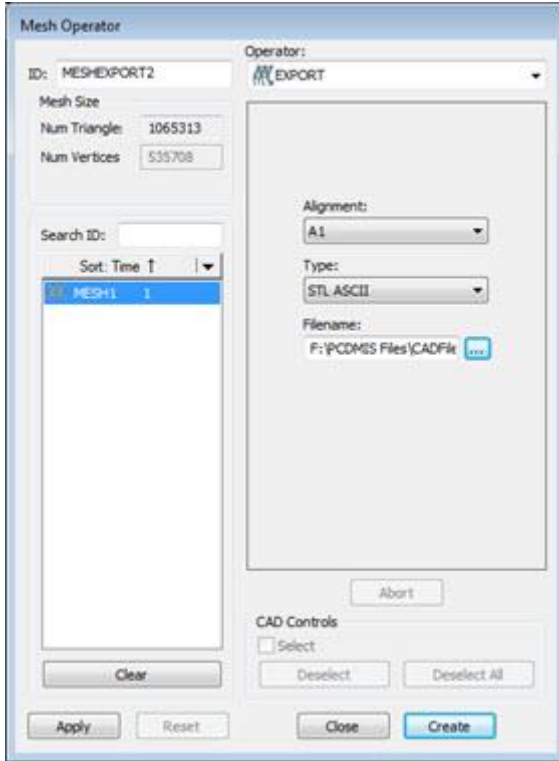 Mesh Operator
ID: MESHEXPORT2
Operator:
EXPORT
Mesh Size
Num Triangle: 1065313
Num Vertices 535708
Search ID:
Sort: Time ↑
MESH1 1
Alignment:
A1
Type:
STL ASCII
Filename:
F:\PCDMIS Files\CADFile
...
Abort
CAD Controls
Select
Deselect Deselect All
Clear
Apply Reset Close Create